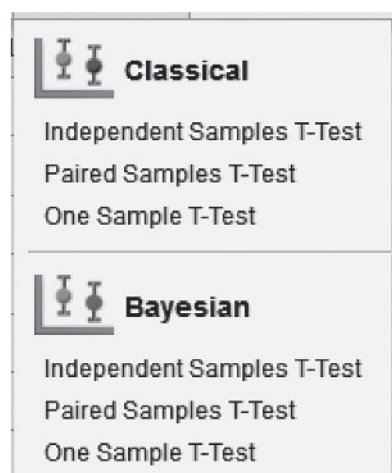 Classical
Independent Samples T-Test
Paired Samples T-Test
One Sample T-Test
Bayesian
Independent Samples T-Test
Paired Samples T-Test
One Sample T-Test